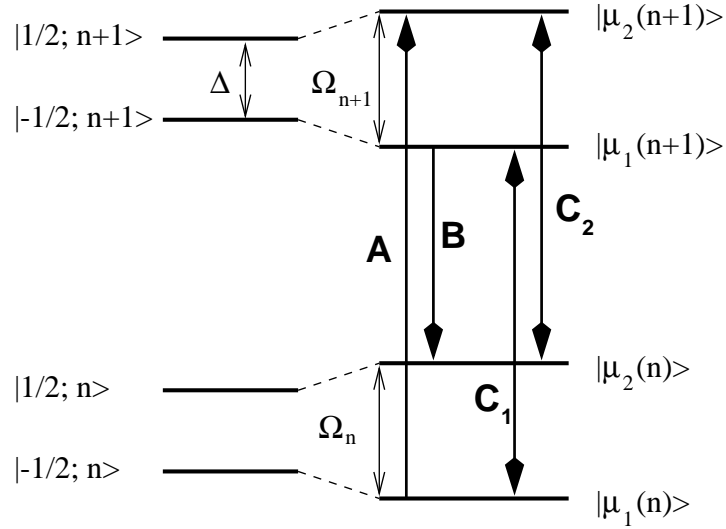 |1/2; n+1>
Δ
|-1/2; n+1>
Ωn+1
|μ2(n+1)>
|μ1(n+1)>
A
B
C2
|1/2; n>
|-1/2; n>
Ωn
C1
|μ2(n)>
|μ1(n)>